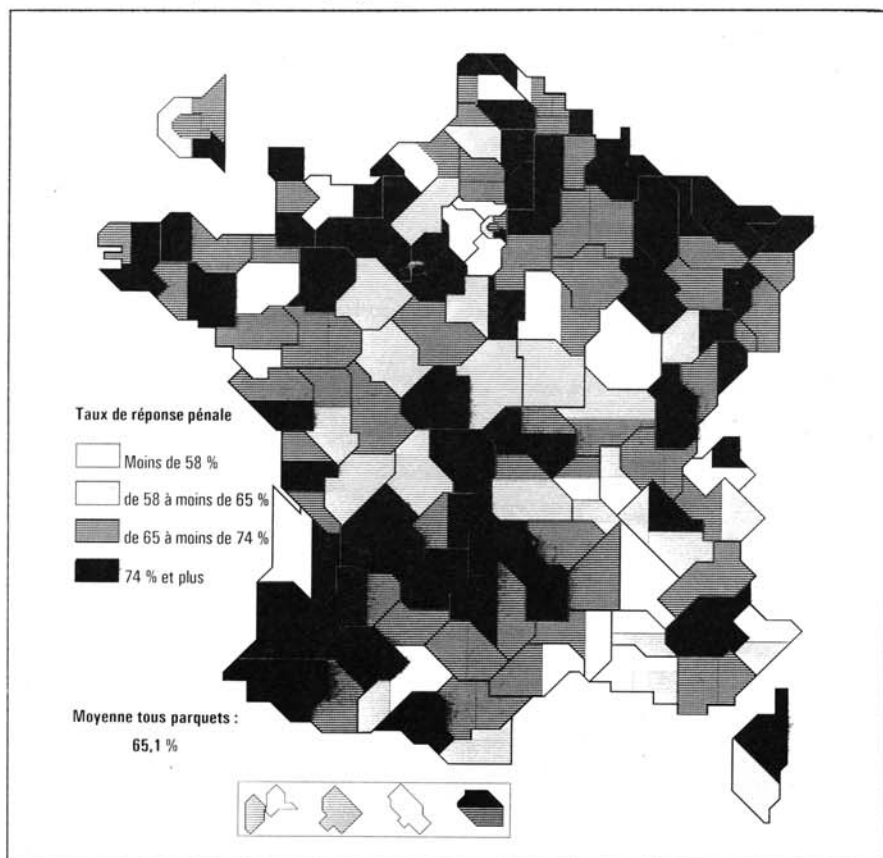 Taux de réponse pénale
Moins de 58 %
de 58 à moins de 65 %
de 65 à moins de 74 %
74 % et plus
Moyenne tous parquets :
65,1 %